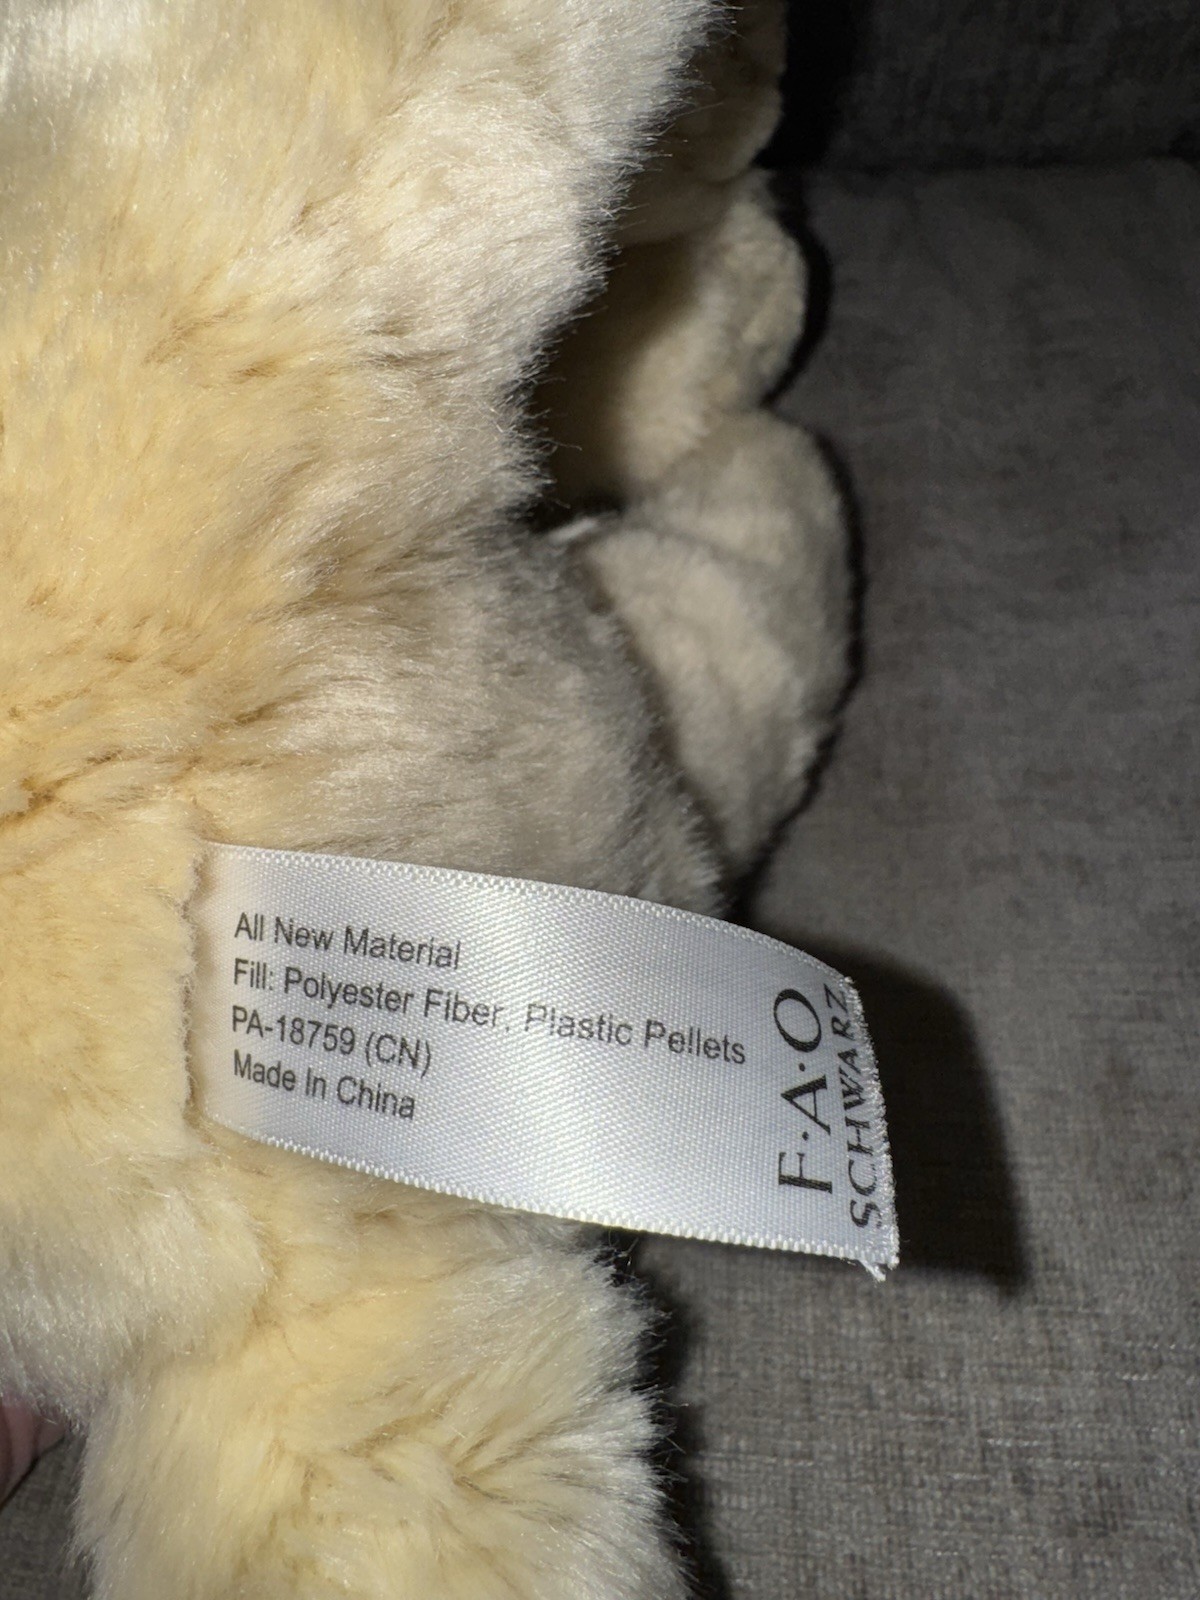 All New Material
Fill: Polyester Fiber, Plastic Pellets
PA-18759 (CN)
Made In China
F·A·O
SCHWARZ